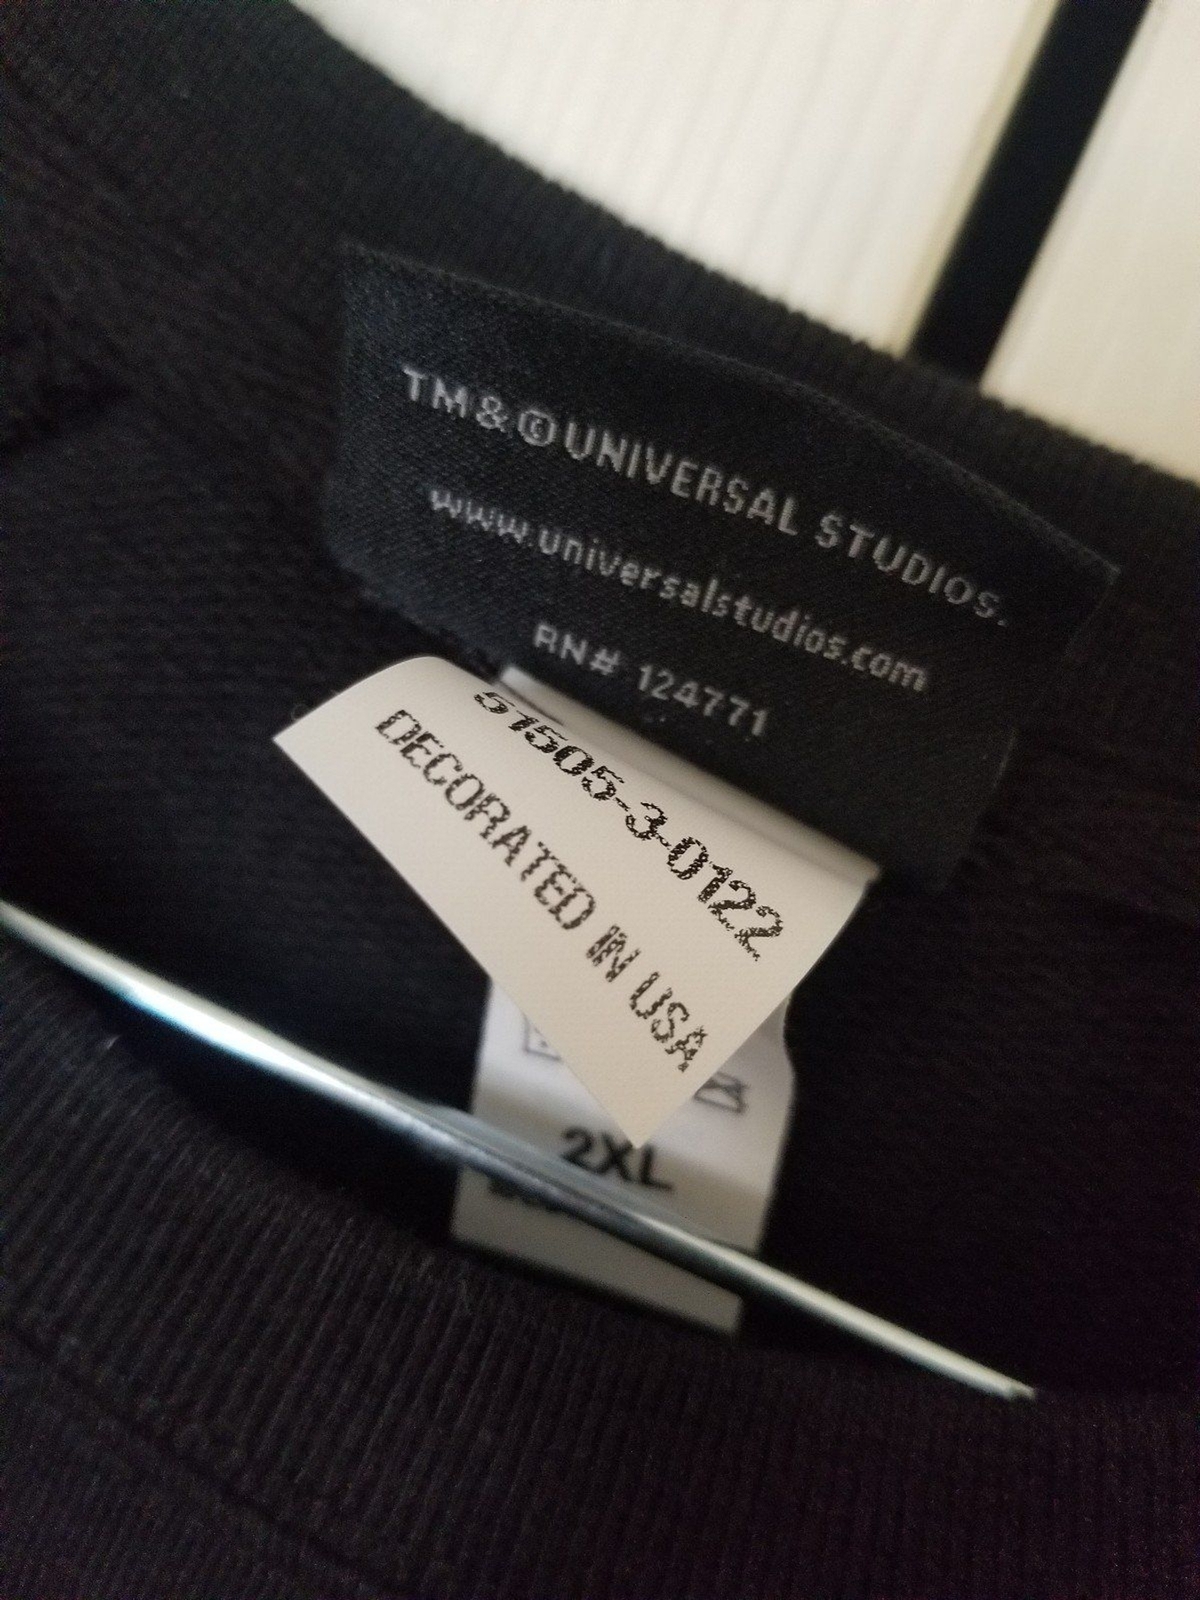 TM & © UNIVERSAL STUDIOS.
www.universalstudios.com
RN# 124771
51505-3-0122
DECORATED IN USA
2XL